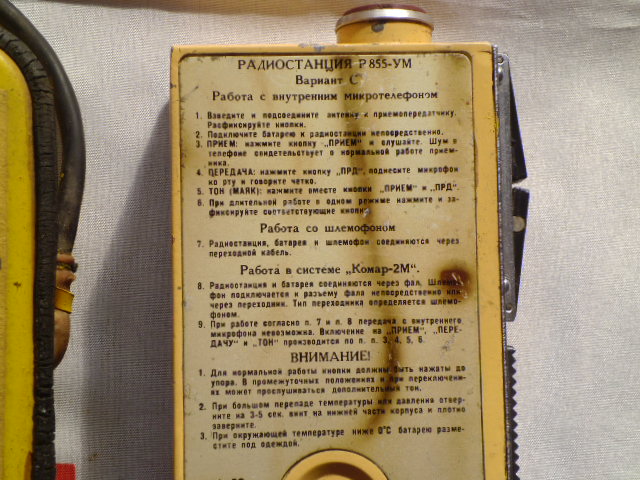 РАДИОСТАНЦИЯ Р855-УМ
Вариант С
Работа с внутренним микротелефоном
1. Взведите и подсоедините антенну к приемопередатчику.
Расфиксируйте кнопки.
2. Подключите батарею к радиостанции непосредственно.
3. ПРИЕМ: нажмите кнопку „ПРИЕМ" и слушайте. Шум в
телефоне свидетельствует о нормальной работе прием-
ника.
4. ПЕРЕДАЧА: нажмите кнопку „ПРД", поднесите микрофон
ко рту и говорите четко.
5. ТОН (МАЯК): нажмите вместе кнопки „ПРИЕМ" и „ПРД".
6. При длительной работе в одном режиме нажмите и за-
фиксируйте соответствующие кнопки.
Работа со шлемофоном
7. Радиостанция, батарея и шлемофон соединяются через
переходной кабель.
Работа в системе „Комар-2М".
8. Радиостанция и батарея соединяются через фал. Шлемо-
фон подключается к разъему фала непосредственно или
через переходник. Тип переходника определяется шлемо-
фоном.
9. При работе согласно п. 7 и п. 8 передача с внутреннего
микрофона невозможна. Включение на „ПРИЕМ", „ПЕРЕ-
ДАЧУ" и „ТОН" производится по п. п. 3, 4, 5, 6.
ВНИМАНИЕ!
1. Для нормальной работы кнопки должны быть нажаты до
упора. В промежуточных положениях и при переключени-
ях может прослушиваться дополнительный тон.
2. При большом перепаде температуры или давления отвер-
ните на 3-5 сек. винт на нижней части корпуса и плотно
заверните.
3. При окружающей температуре ниже 0°С батарею разме-
стите под одеждой.